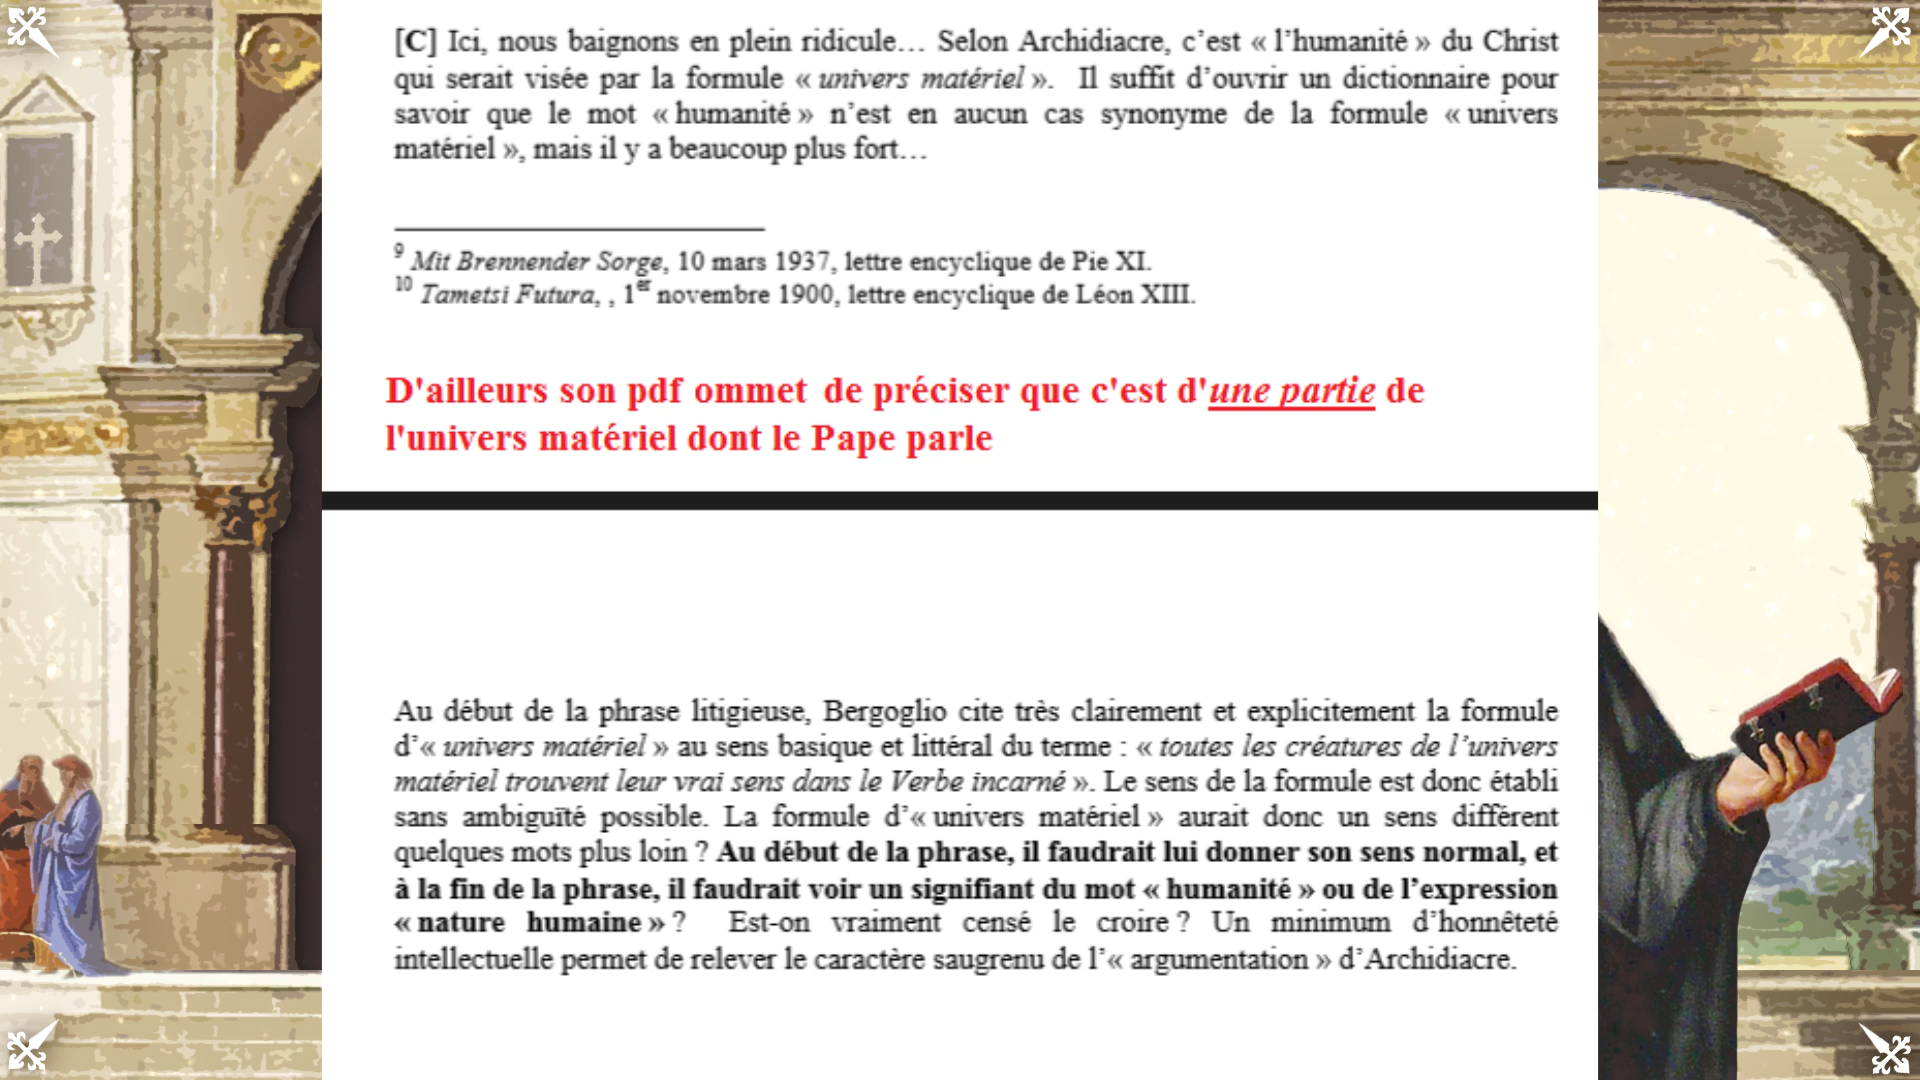 [C] Ici, nous baignons en plein ridicule… Selon Archidiacre, c’est « l’humanité » du Christ
qui serait visée par la formule « univers matériel ». Il suffit d’ouvrir un dictionnaire pour
savoir que le mot « humanité » n’est en aucun cas synonyme de la formule « univers
matériel », mais il y a beaucoup plus fort…
9 Mit Brennender Sorge, 10 mars 1937, lettre encyclique de Pie XI.
10 Tametsi Futura, , 1er novembre 1900, lettre encyclique de Léon XIII.
D'ailleurs son pdf ommet de préciser que c'est d'une partie de
l'univers matériel dont le Pape parle
Au début de la phrase litigieuse, Bergoglio cite très clairement et explicitement la formule
d’« univers matériel » au sens basique et littéral du terme : « toutes les créatures de l’univers
matériel trouvent leur vrai sens dans le Verbe incarné ». Le sens de la formule est donc établi
sans ambiguïté possible. La formule d’« univers matériel » aurait donc un sens différent
quelques mots plus loin ? Au début de la phrase, il faudrait lui donner son sens normal, et
à la fin de la phrase, il faudrait voir un signifiant du mot « humanité » ou de l’expression
« nature humaine » ? Est-on vraiment censé le croire ? Un minimum d’honnêteté
intellectuelle permet de relever le caractère saugrenu de l’« argumentation » d’Archidiacre.